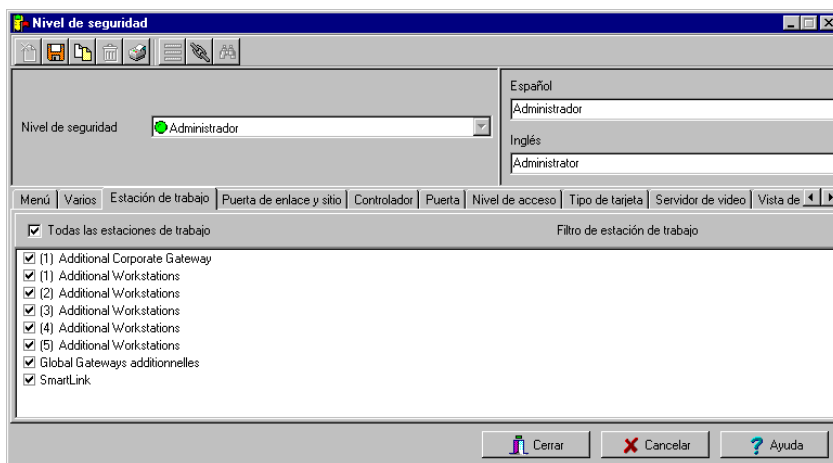 Nivel de seguridad
Español
Administrador
Nivel de seguridad
Administrador
Inglés
Administrator
Menú Varios Estación de trabajo Puerta de enlace y sitio Controlador Puerta Nivel de acceso Tipo de tarjeta Servidor de video Vista de
Todas las estaciones de trabajo Filtro de estación de trabajo
(1) Additional Corporate Gateway
(1) Additional Workstations
(2) Additional Workstations
(3) Additional Workstations
(4) Additional Workstations
(5) Additional Workstations
Global Gateways additionnelles
SmartLink
Cerrar Cancelar Ayuda